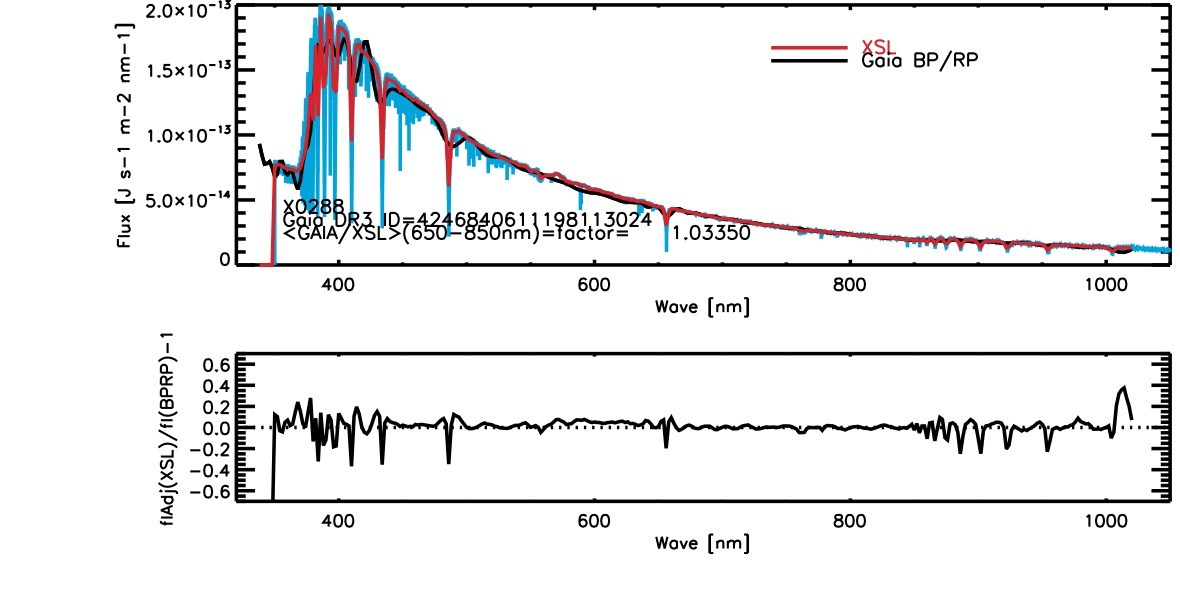 2.0×10−13
1.5×10−13
1.0×10−13
5.0×10−14
0
Flux [J s−1 m−2 nm−1]
XSL
Gaia BP/RP
X0288
Gaia DR3 ID=4246840611198113024
<GAIA/XSL>(650−850nm)=factor= 1.03350
400 600 800 1000
Wave [nm]
0.6
0.4
0.2
0.0
−0.2
−0.4
−0.6
flAdj(XSL)/fl(BPRP)−1
400 600 800 1000
Wave [nm]